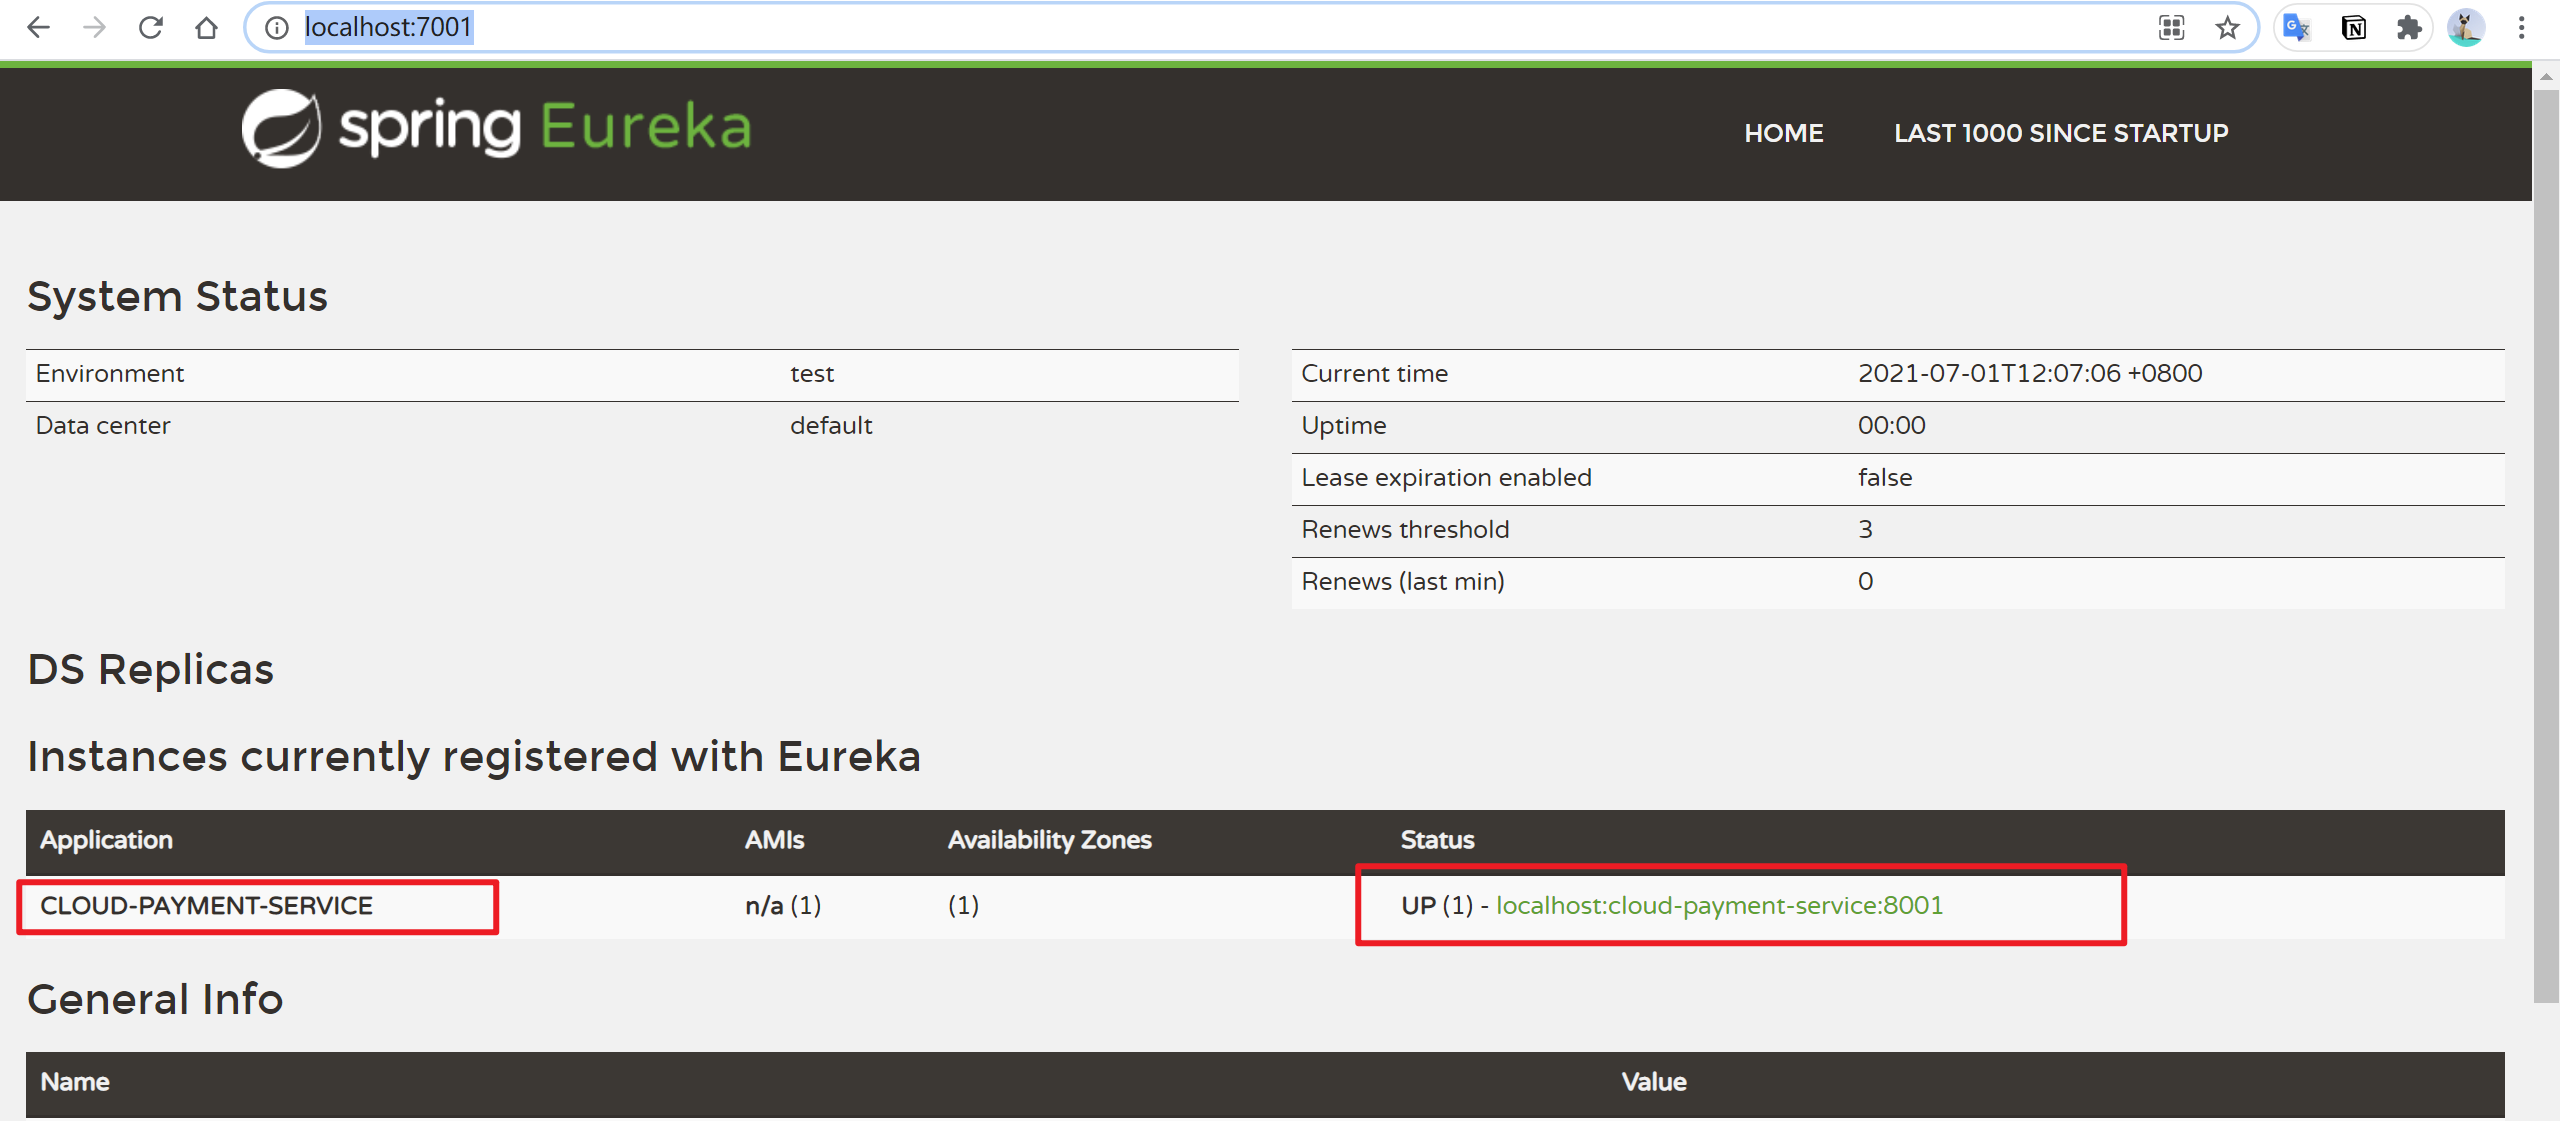 localhost:7001
spring Eureka
HOME LAST 1000 SINCE STARTUP
System Status
Environment test
Data center default
Current time 2021-07-01T12:07:06 +0800
Uptime 00:00
Lease expiration enabled false
Renews threshold 3
Renews (last min) 0
DS Replicas
Instances currently registered with Eureka
Application AMIs Availability Zones Status
CLOUD-PAYMENT-SERVICE n/a (1) (1) UP (1) - localhost:cloud-payment-service:8001
General Info
Name Value